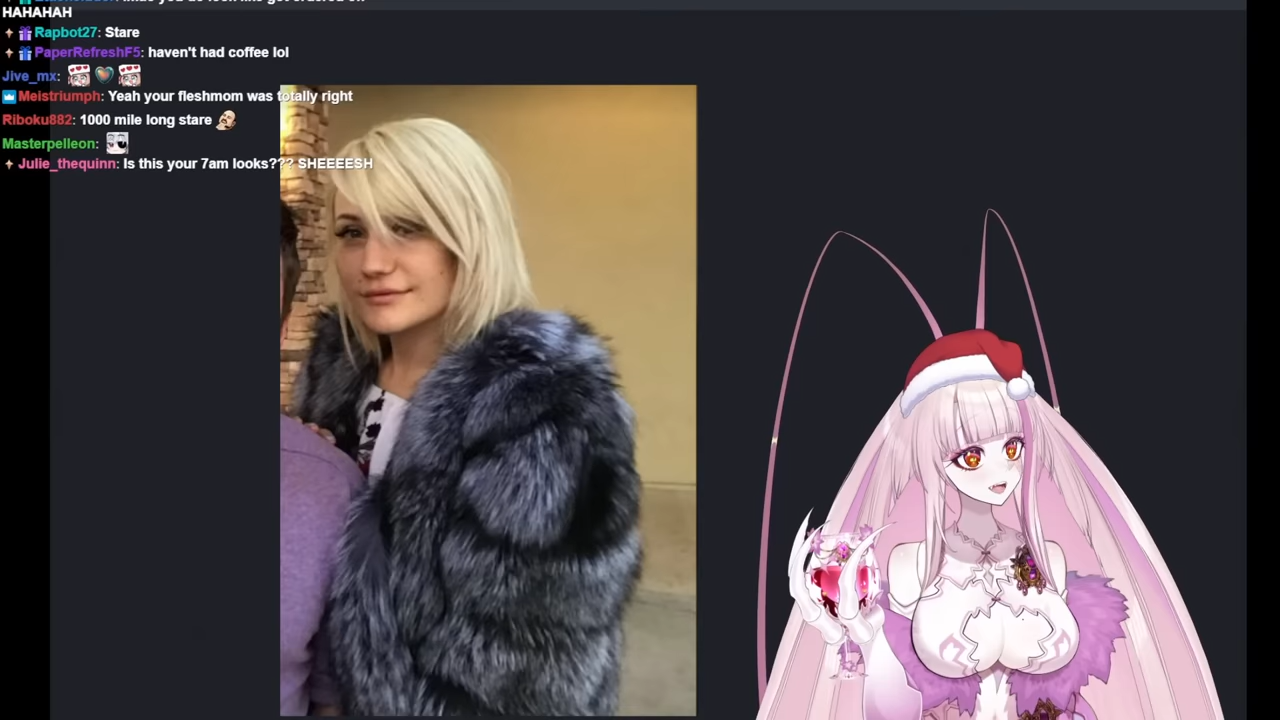 HAHAHAH
Rapbot27: Stare
PaperRefreshF5: haven't had coffee lol
Jive_mx:
Meistriumph: Yeah your fleshmom was totally right
Riboku882: 1000 mile long stare
Masterpelleon:
Julie_thequinn: Is this your 7am looks??? SHEEEESH